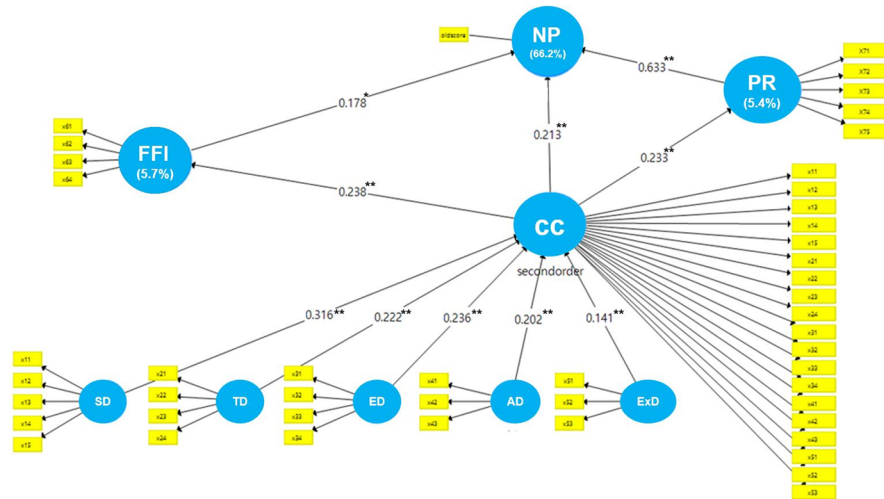 oldscore
NP
(66.2%)
0.633**
PR
(5.4%)
X71
X72
X73
X74
X75
0.178*
0.213**
0.233**
x61
x62
x63
x64
FFI
(5.7%)
0.238**
CC
secondorder
x11
x12
x13
x14
x15
x21
x22
x23
x24
x31
x32
x33
x34
x41
x42
x43
x51
x52
x53
0.316**
0.222**
0.236**
0.202**
0.141**
x11
x12
x13
x14
x15
SD
x21
x22
x23
x24
TD
x31
x32
x33
x34
ED
x41
x42
x43
AD
x51
x52
x53
ExD